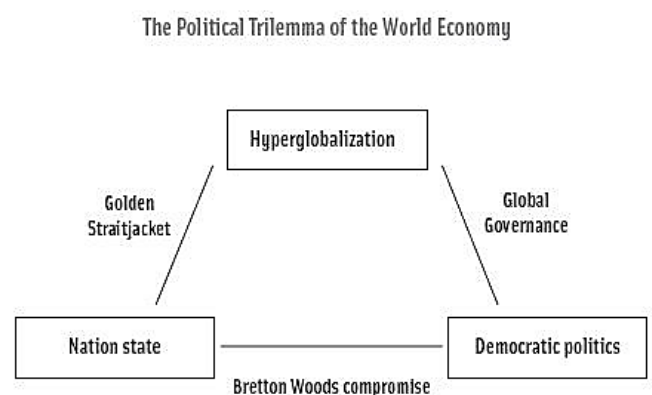 The Political Trilemma of the World Economy
Hyperglobalization
Golden
Straitjacket
Global
Governance
Nation state
Democratic politics
Bretton Woods compromise